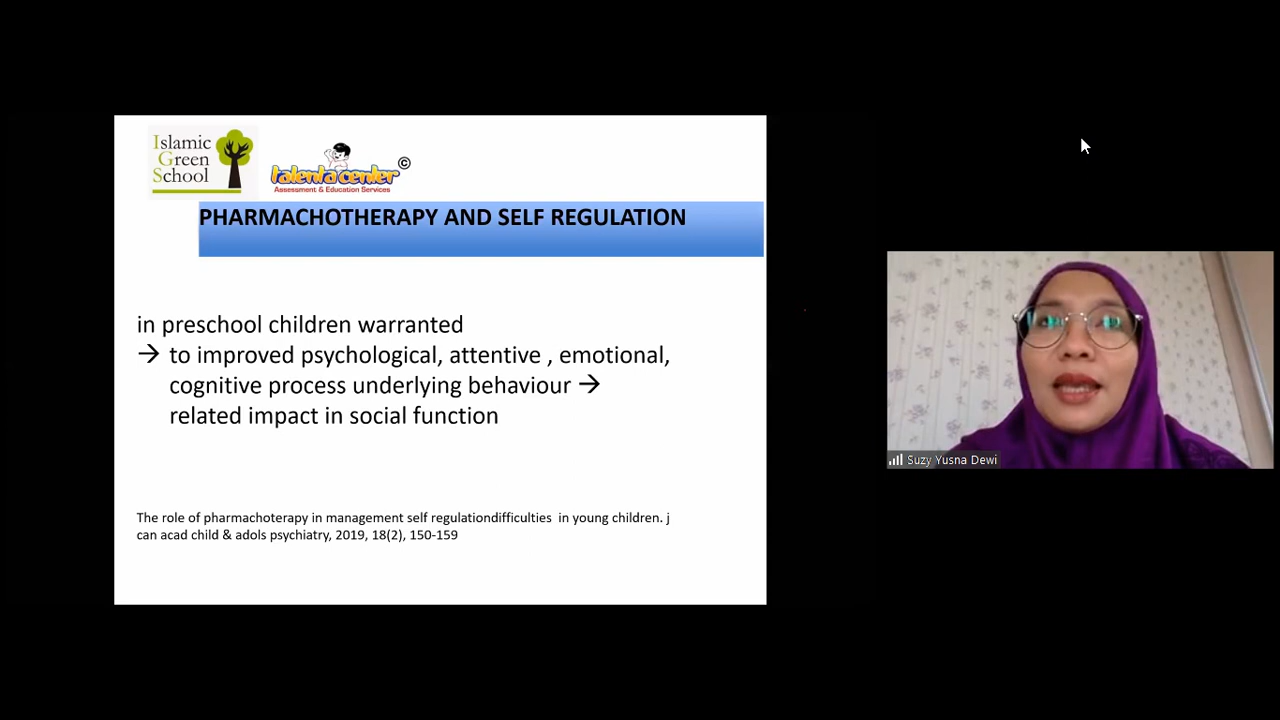 Islamic
Green
School
talenta center ©
Assessment & Education Services
PHARMACHOTHERAPY AND SELF REGULATION
in preschool children warranted
→ to improved psychological, attentive , emotional,
cognitive process underlying behaviour →
related impact in social function
The role of pharmachoterapy in management self regulationdifficulties in young children. j
can acad child & adols psychiatry, 2019, 18(2), 150-159
Suzy Yusna Dewi